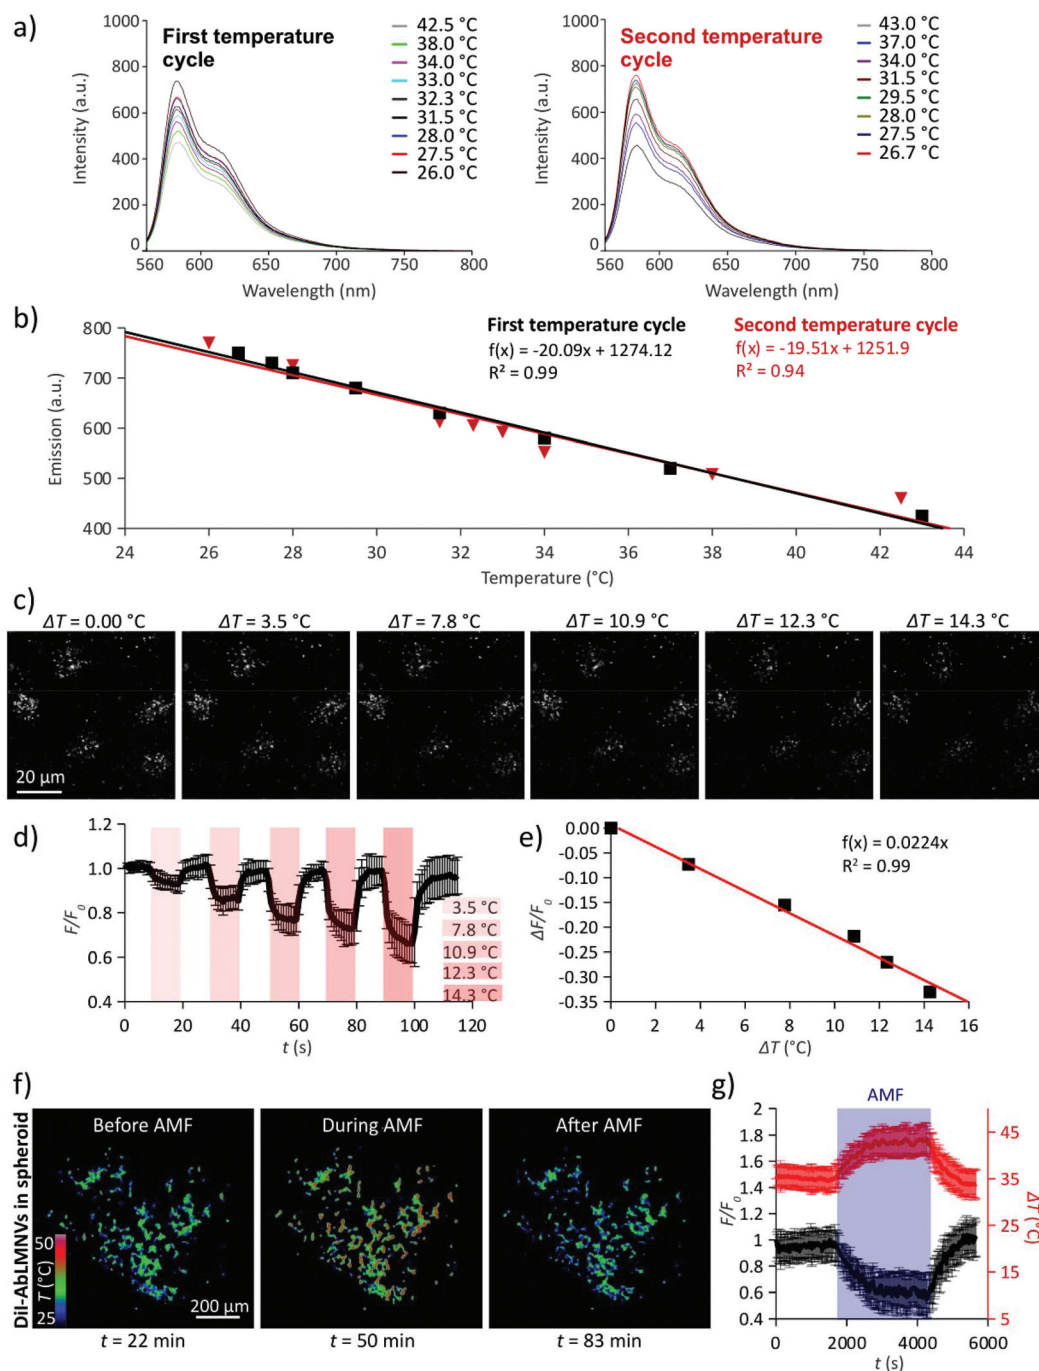 a)
First temperature
cycle
42.5 °C
38.0 °C
34.0 °C
33.0 °C
32.3 °C
31.5 °C
28.0 °C
27.5 °C
26.0 °C
1000
800
600
400
200
0
Intensity (a.u.)
560 600 650 700 750 800
Wavelength (nm)
Second temperature
cycle
43.0 °C
37.0 °C
34.0 °C
31.5 °C
29.5 °C
28.0 °C
27.5 °C
26.7 °C
1000
800
600
400
200
0
Intensity (a.u.)
560 600 650 700 750 800
Wavelength (nm)
b)
First temperature cycle
f(x) = -20.09x + 1274.12
R² = 0.99
Second temperature cycle
f(x) = -19.51x + 1251.9
R² = 0.94
800
700
600
500
400
Emission (a.u.)
24 26 28 30 32 34 36 38 40 42 44
Temperature (°C)
c)
ΔT = 0.00 °C ΔT = 3.5 °C ΔT = 7.8 °C ΔT = 10.9 °C ΔT = 12.3 °C ΔT = 14.3 °C
20 µm
d)
1.2
1.0
0.8
0.6
0.4
F/F0
3.5 °C
7.8 °C
10.9 °C
12.3 °C
14.3 °C
0 20 40 60 80 100 120
t (s)
e)
f(x) = 0.0224x
R² = 0.99
0.00
-0.05
-0.10
-0.15
-0.20
-0.25
-0.30
-0.35
ΔF/F0
0 2 4 6 8 10 12 14 16
ΔT (°C)
f)
DiI-AbLMNVs in spheroid
Before AMF During AMF After AMF
50
T (°C)
25
200 µm
t = 22 min t = 50 min t = 83 min
g)
AMF
2
1.8
1.6
1.4
1.2
1
0.8
0.6
0.4
F/F0
45
35
25
15
5
ΔT (°C)
0 2000 4000 6000
t (s)